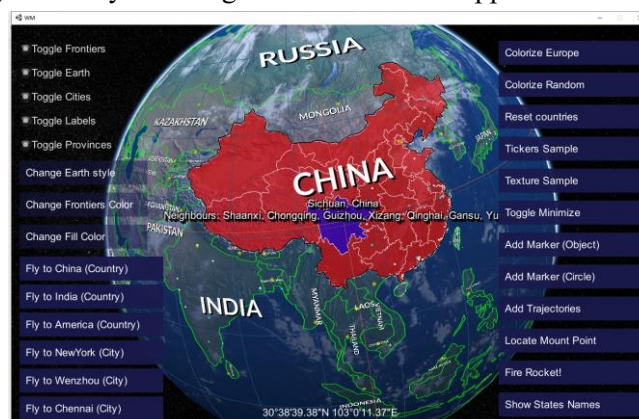 WM
Toggle Frontiers
Toggle Earth
Toggle Cities
Toggle Labels
Toggle Provinces
Change Earth style
Change Frontiers Color
Change Fill Color
Fly to China (Country)
Fly to India (Country)
Fly to America (Country)
Fly to NewYork (City)
Fly to Wenzhou (City)
Fly to Chennai (City)
RUSSIA
KAZAKHSTAN
MONGOLIA
JAPAN
CHINA
Sichuan, China
Neighbours: Shaanxi, Chongqing, Guizhou, Xizang, Qinghai, Gansu, Yu
PAKISTAN
INDIA
MYANMAR
LAOS
VIETNAM
THAILAND
INDONESIA
30°38'39.38"N 103°0'11.37"E
Colorize Europe
Colorize Random
Reset countries
Tickers Sample
Texture Sample
Toggle Minimize
Add Marker (Object)
Add Marker (Circle)
Add Trajectories
Locate Mount Point
Fire Rocket!
Show States Names